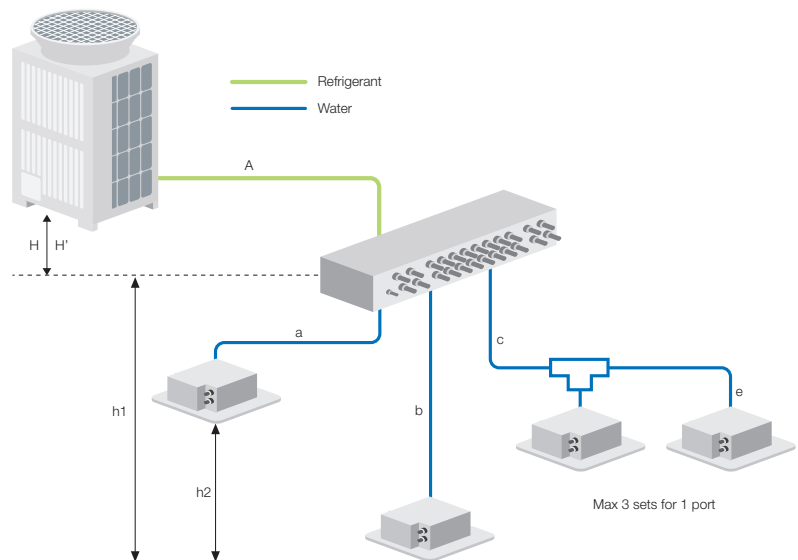 Refrigerant
Water
A
H H'
a
c
h1
b
e
h2
Max 3 sets for 1 port